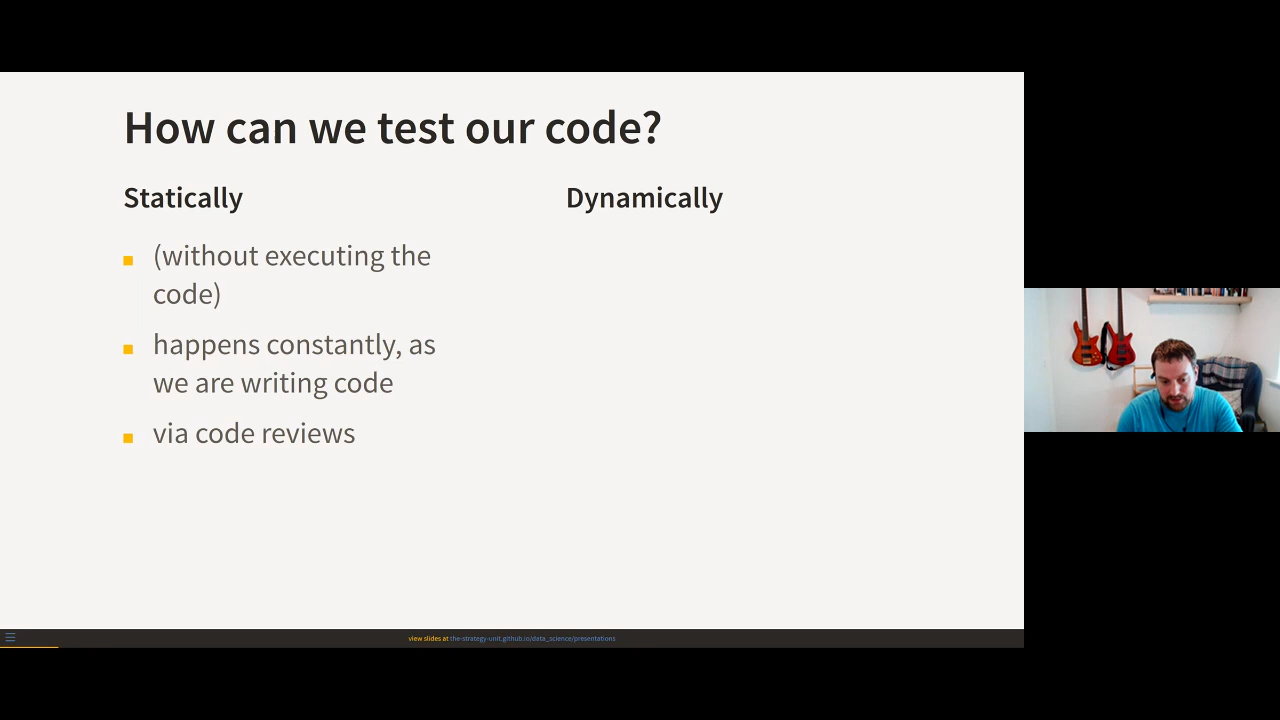 How can we test our code?
Statically
(without executing the
code)
happens constantly, as
we are writing code
via code reviews
Dynamically
view slides at the-strategy-unit.github.io/data_science/presentations